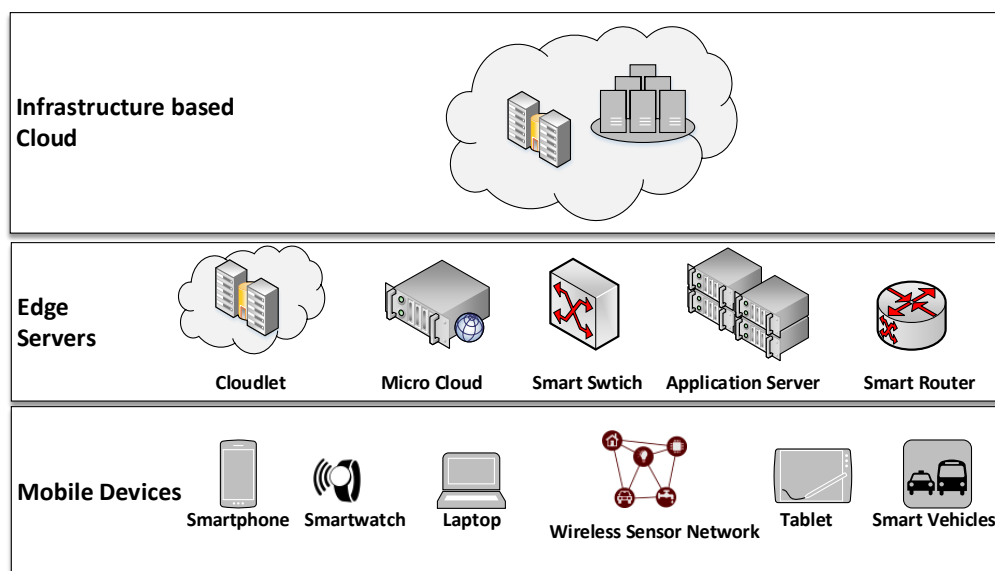 Infrastructure based
Cloud
Edge
Servers
Cloudlet
Micro Cloud
Smart Swtich
Application Server
Smart Router
Mobile Devices
Smartphone
Smartwatch
Laptop
Wireless Sensor Network
Tablet
Smart Vehicles